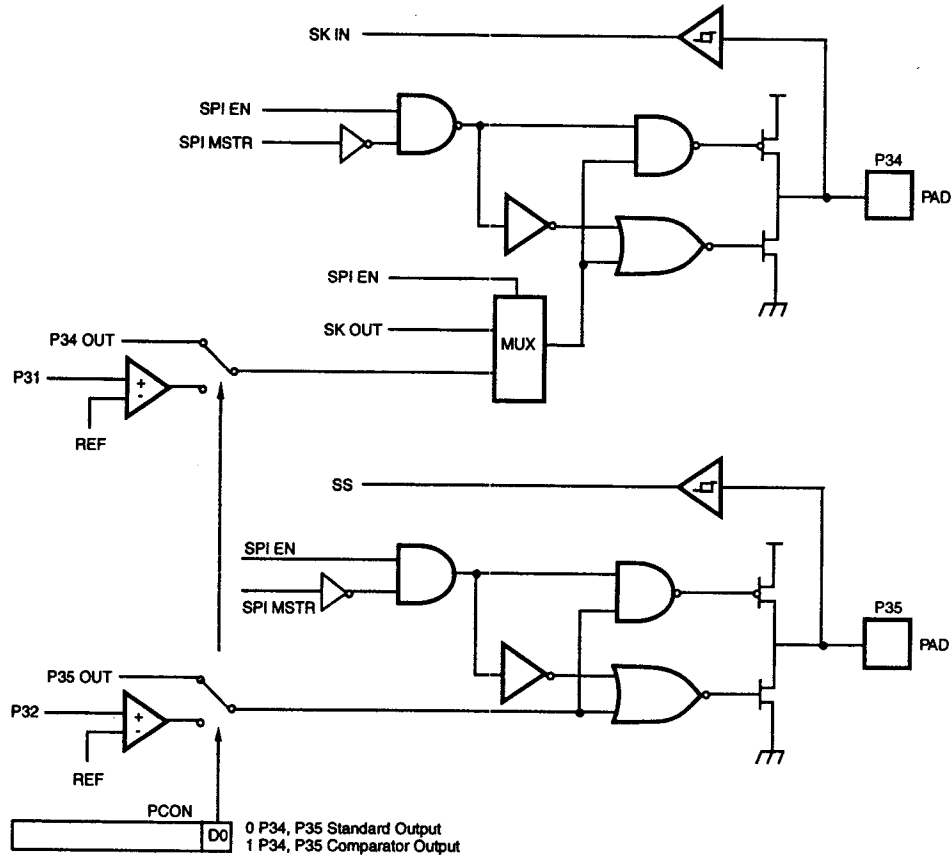 SK IN
SPI EN
SPI MSTR
P34
PAD
SPI EN
SK OUT
MUX
P34 OUT
P31
+
-
REF
SS
SPI EN
SPI MSTR
P35
PAD
P35 OUT
P32
+
-
REF
PCON
D0
0 P34, P35 Standard Output
1 P34, P35 Comparator Output